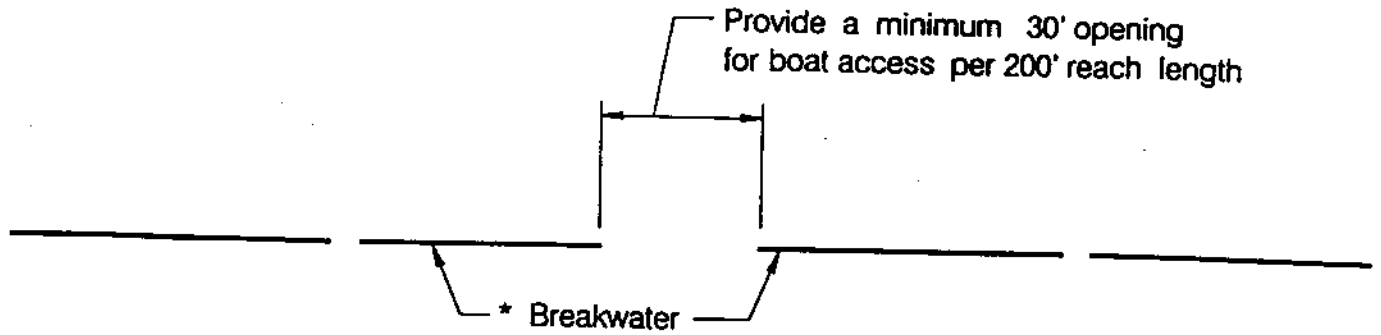 Provide a minimum 30' opening
for boat access per 200' reach length
* Breakwater